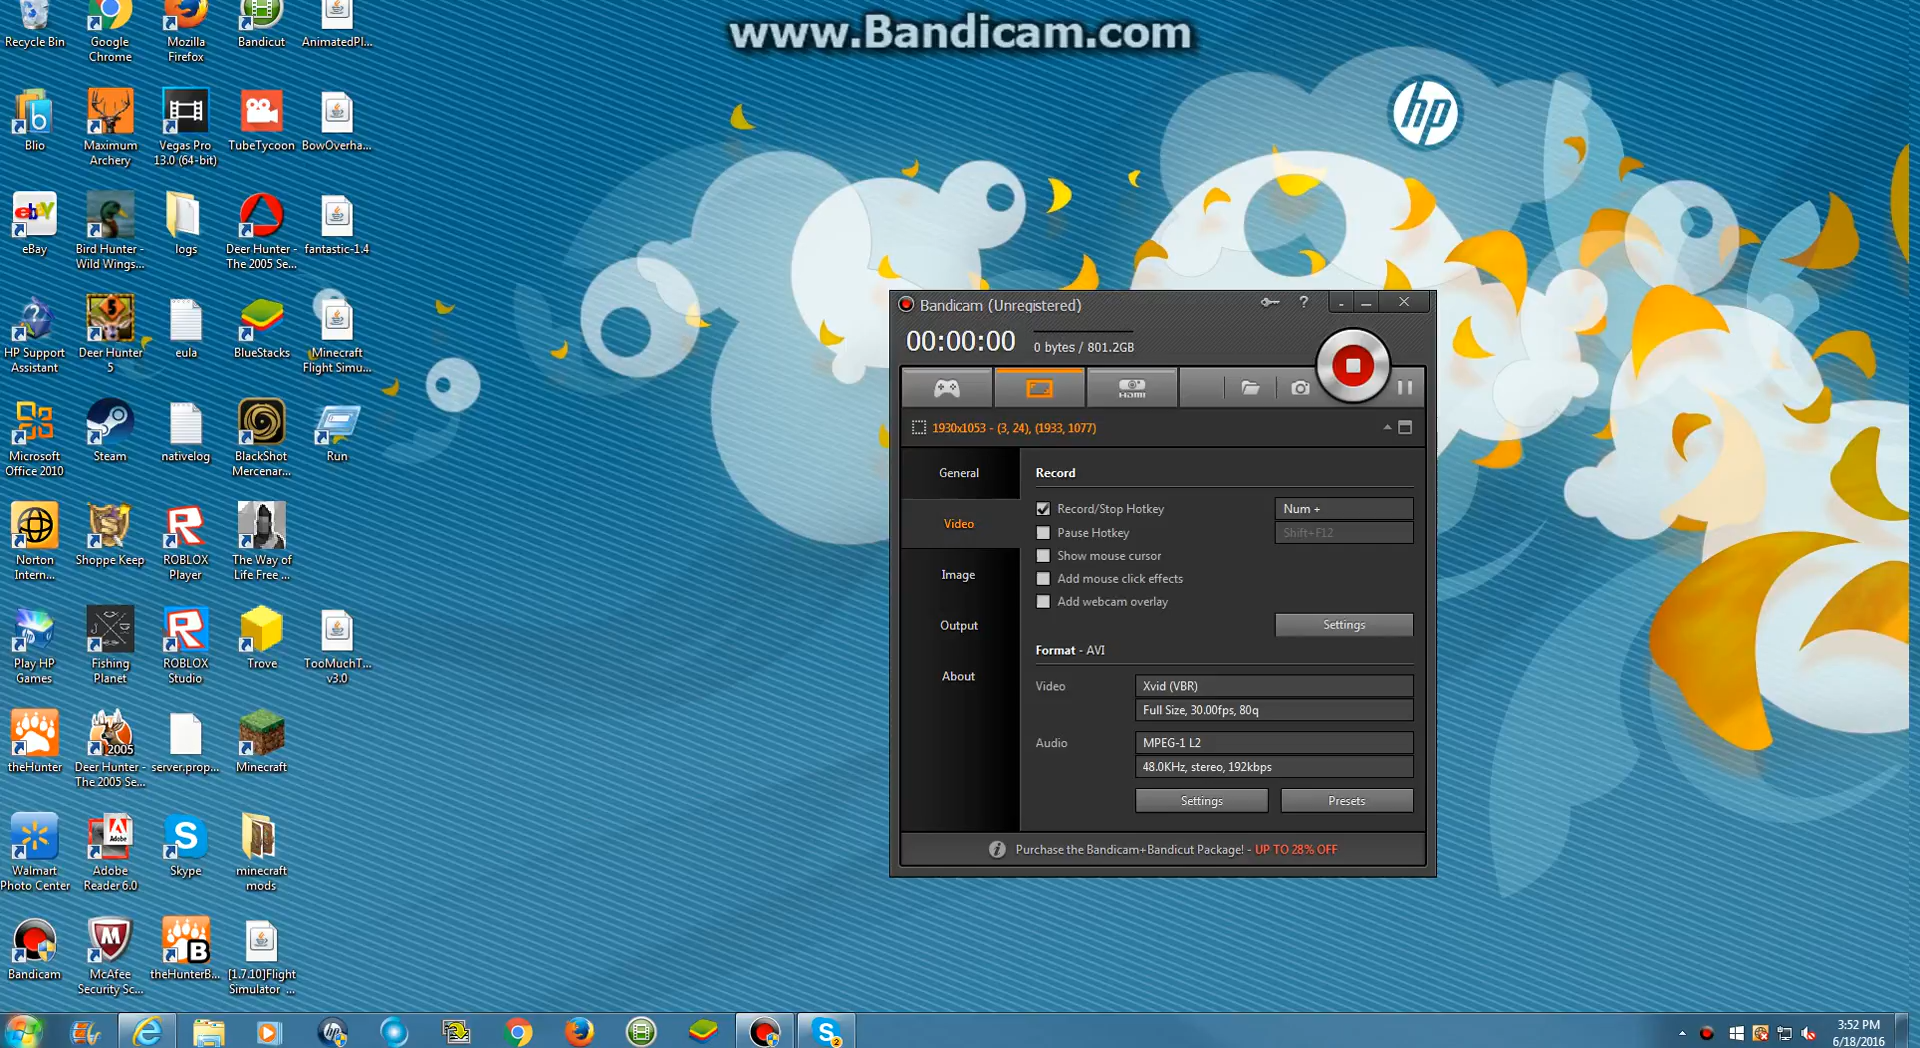 www.Bandicam.com
Recycle Bin
Google
Chrome
Mozilla
Firefox
Bandicut
AnimatedPl...
Blio
Maximum
Archery
Vegas Pro
13.0 (64-bit)
TubeTycoon
BowOverha...
eBay
Bird Hunter -
Wild Wings...
logs
Deer Hunter -
The 2005 Se...
fantastic-1.4
HP Support
Assistant
Deer Hunter
5
eula
BlueStacks
Minecraft
Flight Simu...
Microsoft
Office 2010
Steam
nativelog
BlackShot
Mercenar...
Run
Norton
Intern...
Shoppe Keep
ROBLOX
Player
The Way of
Life Free ...
Play HP
Games
Fishing
Planet
ROBLOX
Studio
Trove
TooMuchT...
v3.0
theHunter
Deer Hunter -
The 2005 Se...
server.prop...
Minecraft
Walmart
Photo Center
Adobe
Reader 6.0
Skype
minecraft
mods
Bandicam
McAfee
Security Sc...
theHunterB...
[1.7.10]Flight
Simulator ...
hp
Bandicam (Unregistered)
?
00:00:00
0 bytes / 801.2GB
HDMI
1930x1053 - (3, 24), (1933, 1077)
General
Video
Image
Output
About
Record
Record/Stop Hotkey
Num +
Pause Hotkey
Shift+F12
Show mouse cursor
Add mouse click effects
Add webcam overlay
Settings
Format - AVI
Video
Xvid (VBR)
Full Size, 30.00fps, 80q
Audio
MPEG-1 L2
48.0KHz, stereo, 192kbps
Settings
Presets
Purchase the Bandicam+Bandicut Package! - UP TO 28% OFF
3:52 PM
6/18/2016